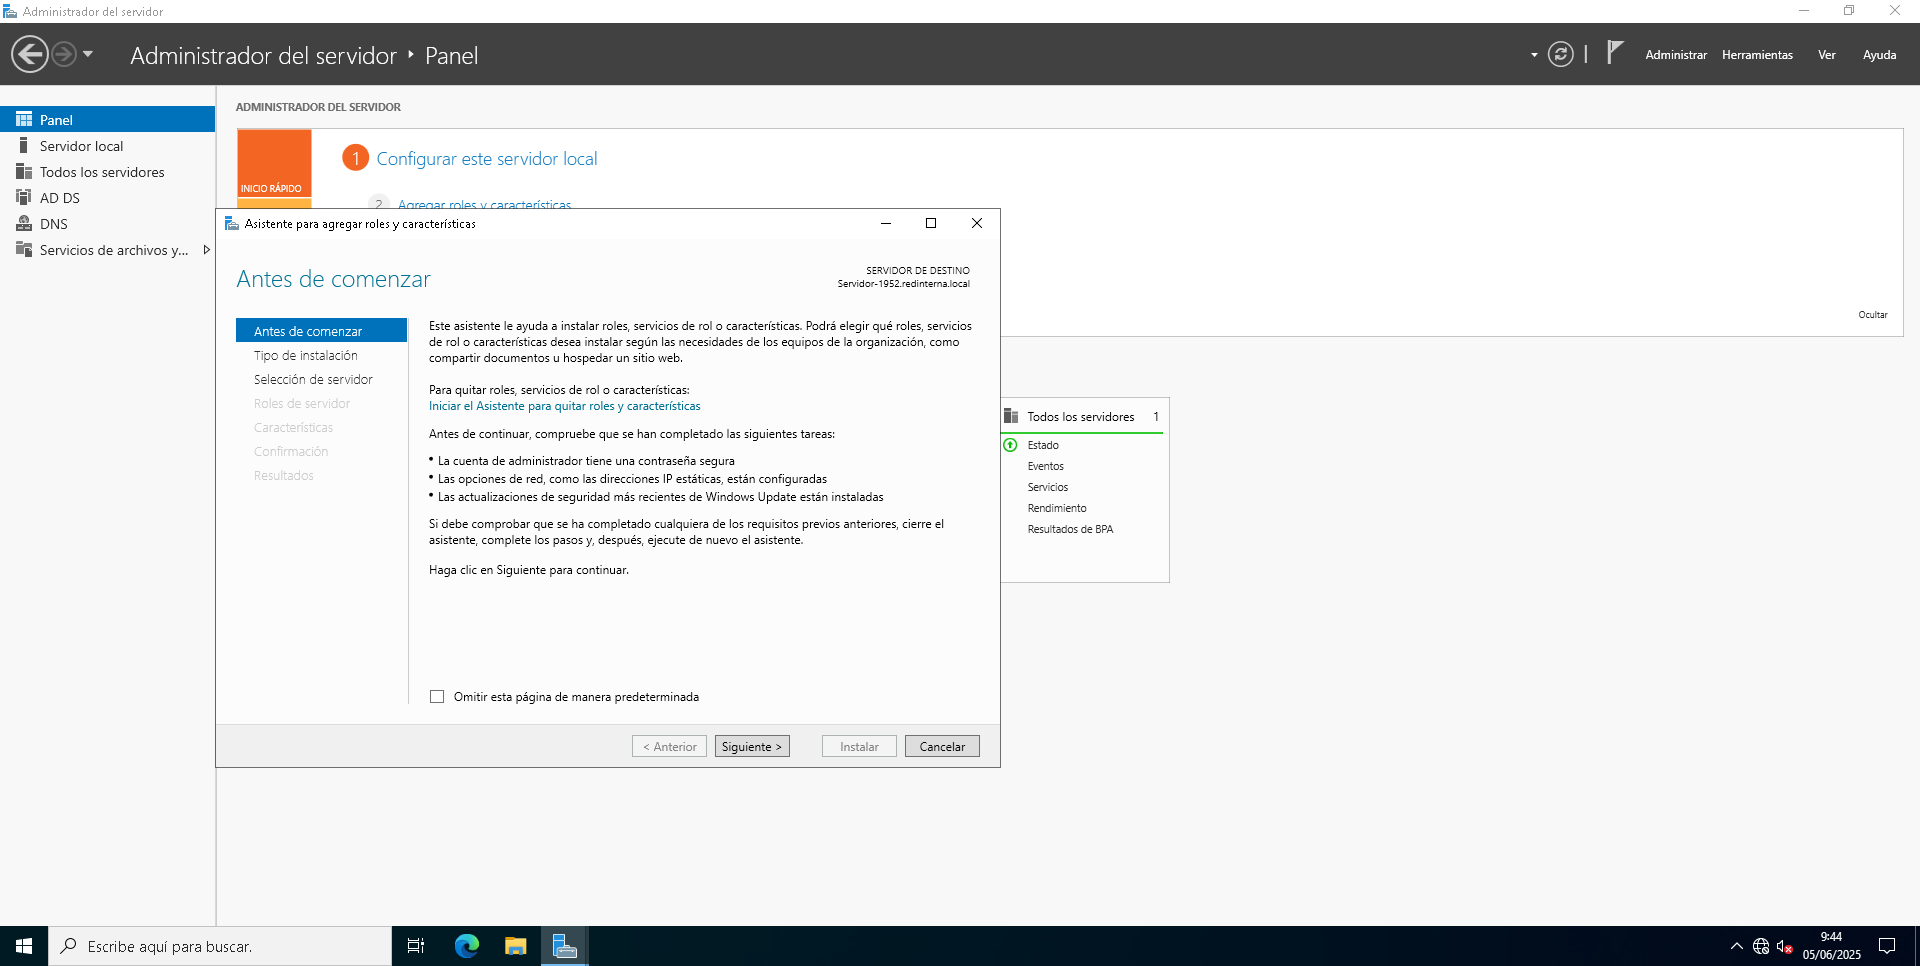 Administrador del servidor
Administrador del servidor ‣ Panel
Administrar
Herramientas
Ver
Ayuda
Panel
Servidor local
Todos los servidores
AD DS
DNS
Servicios de archivos y...
ADMINISTRADOR DEL SERVIDOR
INICIO RÁPIDO
1 Configurar este servidor local
2 Agregar roles y características
Ocultar
Asistente para agregar roles y características
Antes de comenzar
SERVIDOR DE DESTINO
Servidor-1952.redinterna.local
Antes de comenzar
Tipo de instalación
Selección de servidor
Roles de servidor
Características
Confirmación
Resultados
Este asistente le ayuda a instalar roles, servicios de rol o características. Podrá elegir qué roles, servicios
de rol o características desea instalar según las necesidades de los equipos de la organización, como
compartir documentos u hospedar un sitio web.
Para quitar roles, servicios de rol o características:
Iniciar el Asistente para quitar roles y características
Antes de continuar, compruebe que se han completado las siguientes tareas:
• La cuenta de administrador tiene una contraseña segura
• Las opciones de red, como las direcciones IP estáticas, están configuradas
• Las actualizaciones de seguridad más recientes de Windows Update están instaladas
Si debe comprobar que se ha completado cualquiera de los requisitos previos anteriores, cierre el
asistente, complete los pasos y, después, ejecute de nuevo el asistente.
Haga clic en Siguiente para continuar.
Omitir esta página de manera predeterminada
< Anterior
Siguiente >
Instalar
Cancelar
Todos los servidores 1
Estado
Eventos
Servicios
Rendimiento
Resultados de BPA
Escribe aquí para buscar.
9:44
05/06/2025